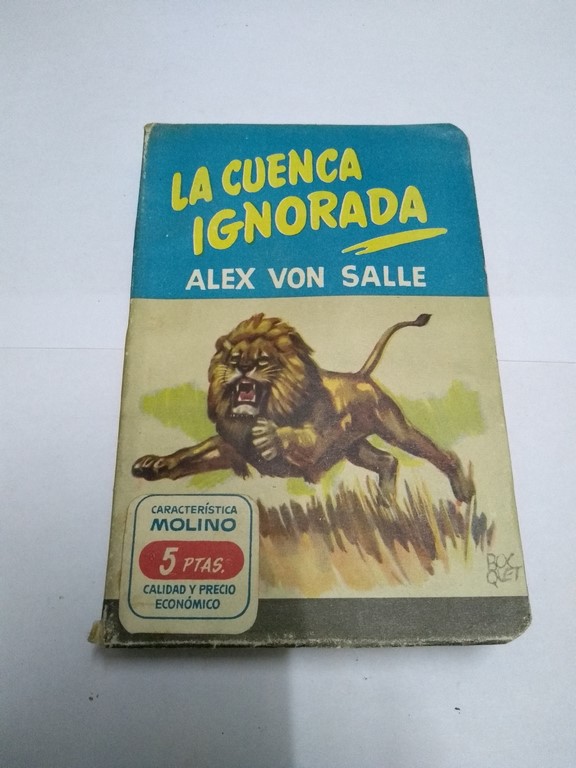 LA CUENCA
IGNORADA
ALEX VON SALLE
CARACTERÍSTICA
MOLINO
5 PTAS.
CALIDAD Y PRECIO
ECONÓMICO
BOC
QUET